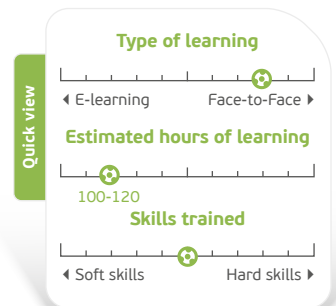 Quick view
Type of learning
E-learning Face-to-Face
Estimated hours of learning
100-120
Skills trained
Soft skills Hard skills